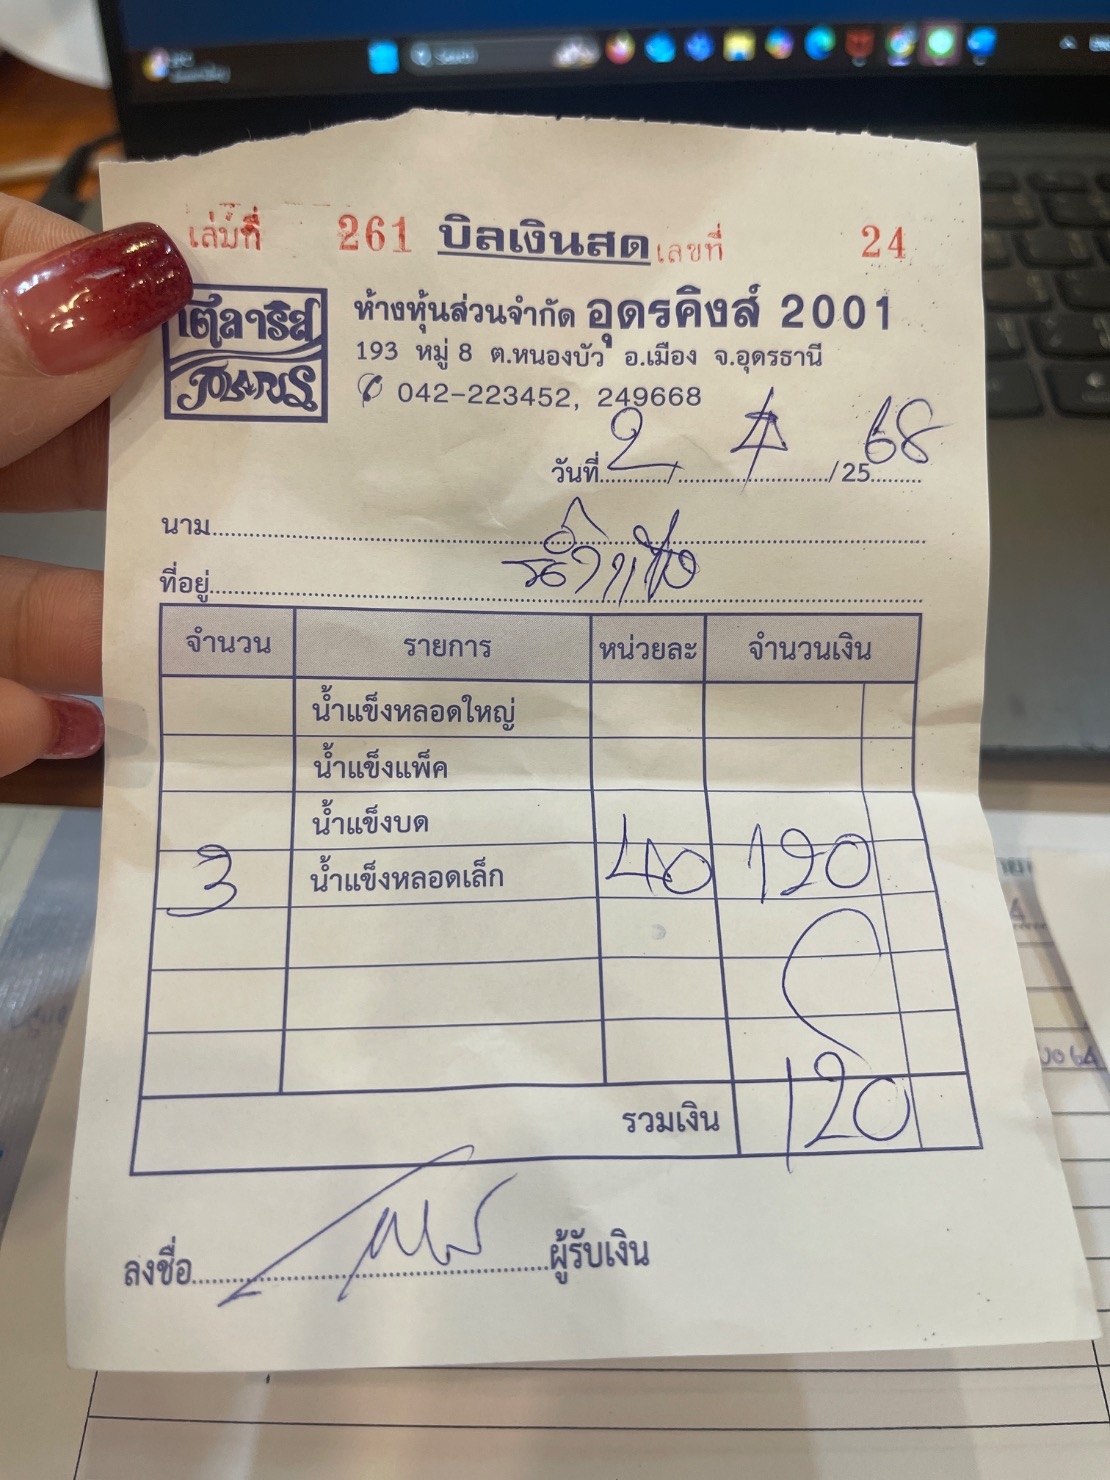 เล่มที่ 261 บิลเงินสด เลขที่ 24
โพลาริส
POLARIS
ห้างหุ้นส่วนจำกัด อุดรคิงส์ 2001
193 หมู่ 8 ต.หนองบัว อ.เมือง จ.อุดรธานี
042-223452, 249668
วันที่ 2 / 4 / 2568
นาม
ที่อยู่
จำนวน รายการ หน่วยละ จำนวนเงิน
น้ำแข็งหลอดใหญ่
น้ำแข็งแพ็ค
น้ำแข็งบด
3 น้ำแข็งหลอดเล็ก 40 120
รวมเงิน 120
ลงชื่อ ผู้รับเงิน